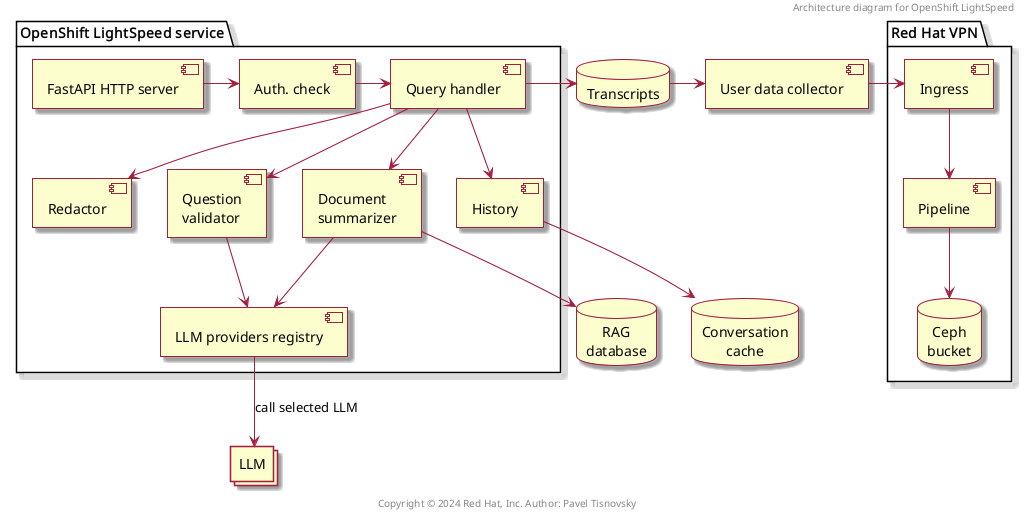 Architecture diagram for OpenShift LightSpeed
OpenShift LightSpeed service
Red Hat VPN
FastAPI HTTP server
Auth. check
Query handler
Transcripts
User data collector
Ingress
Redactor
Question
validator
Document
summarizer
History
Pipeline
LLM providers registry
RAG
database
Conversation
cache
Ceph
bucket
call selected LLM
LLM
Copyright © 2024 Red Hat, Inc. Author: Pavel Tisnovsky